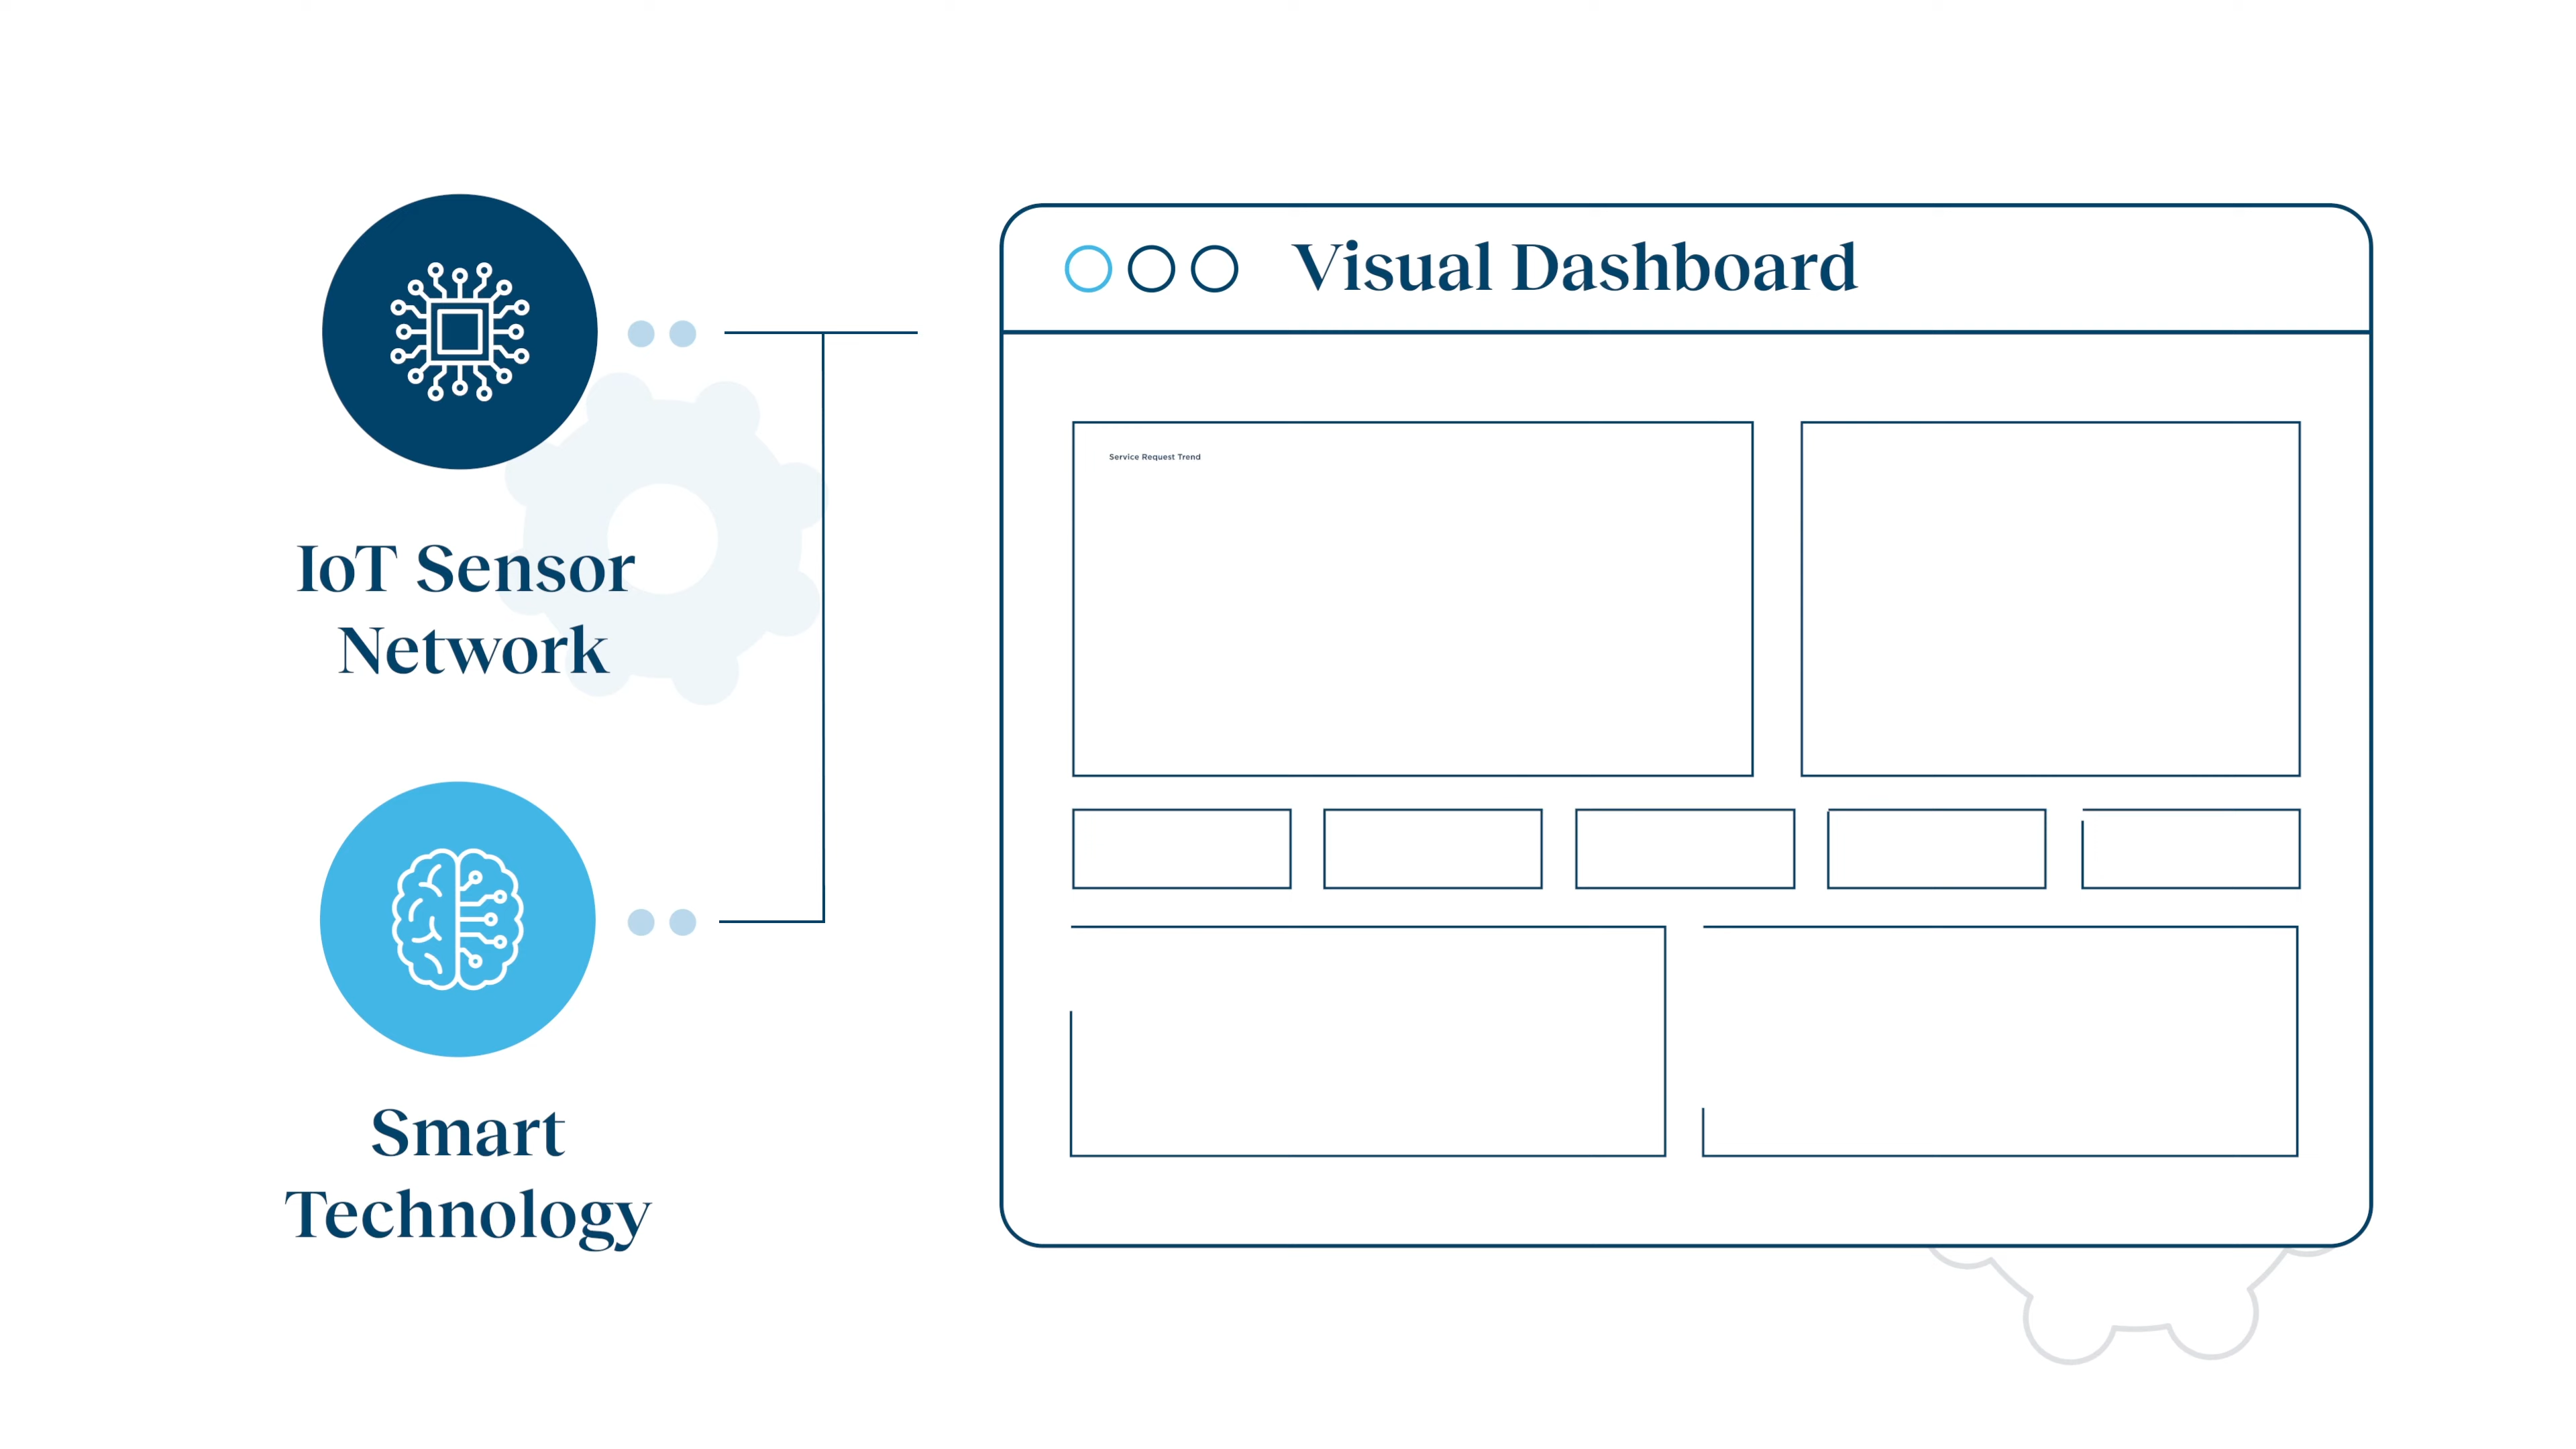 IoT Sensor
Network
Smart
Technology
Visual Dashboard
Service Request Trend